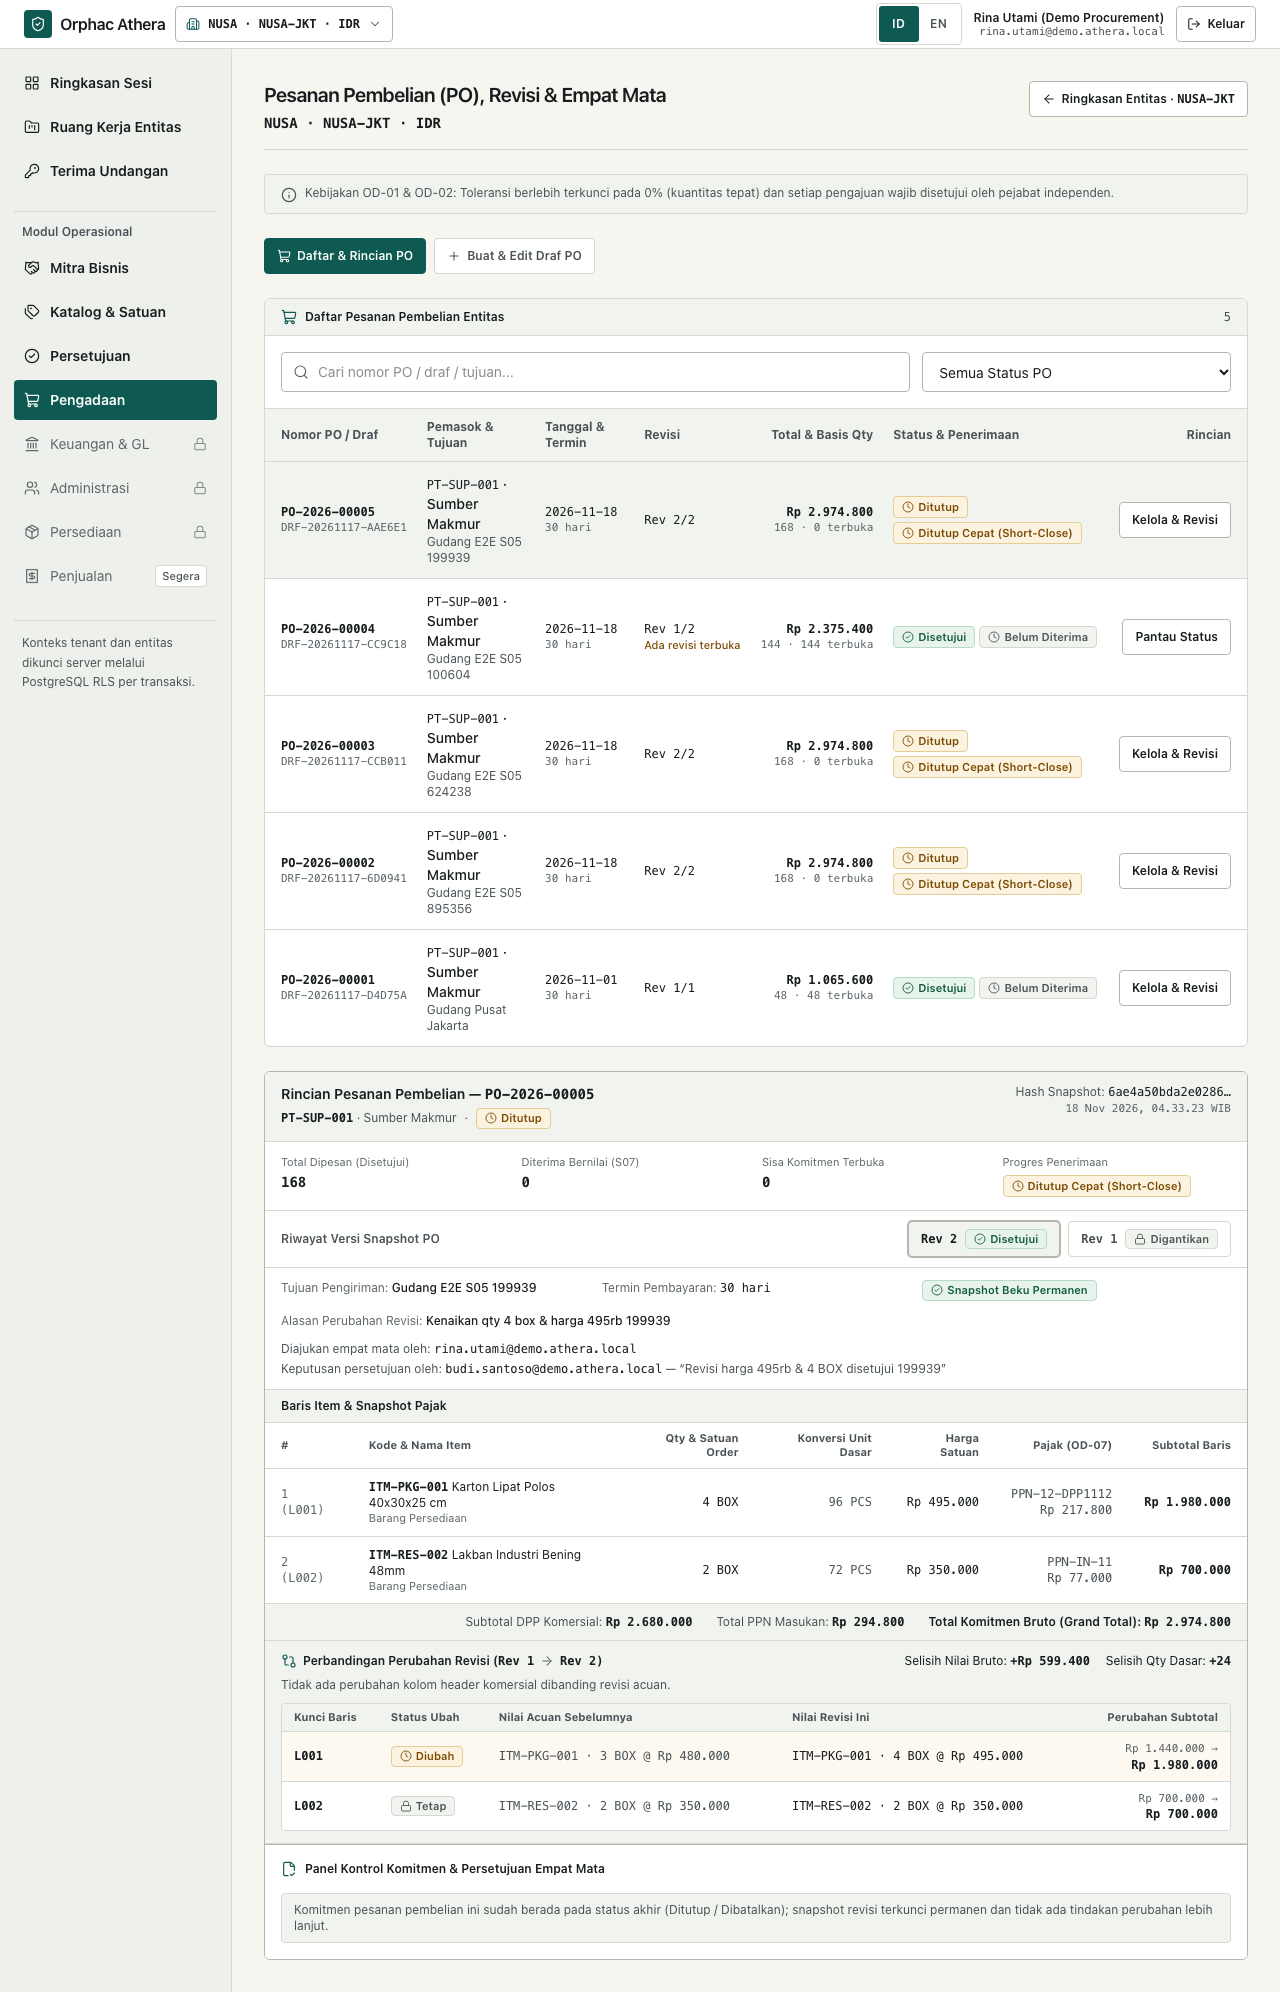 Orphac Athera
NUSA · NUSA-JKT · IDR
ID
EN
Rina Utami (Demo Procurement)
rina.utami@demo.athera.local
Keluar
Ringkasan Sesi
Ruang Kerja Entitas
Terima Undangan
Modul Operasional
Mitra Bisnis
Katalog & Satuan
Persetujuan
Pengadaan
Keuangan & GL
Administrasi
Persediaan
Penjualan
Segera
Konteks tenant dan entitas
dikunci server melalui
PostgreSQL RLS per transaksi.
Pesanan Pembelian (PO), Revisi & Empat Mata
NUSA · NUSA-JKT · IDR
← Ringkasan Entitas · NUSA-JKT
Kebijakan OD-01 & OD-02: Toleransi berlebih terkunci pada 0% (kuantitas tepat) dan setiap pengajuan wajib disetujui oleh pejabat independen.
Daftar & Rincian PO
+ Buat & Edit Draf PO
Daftar Pesanan Pembelian Entitas
5
Cari nomor PO / draf / tujuan...
Semua Status PO
Nomor PO / Draf
Pemasok &
Tujuan
Tanggal &
Termin
Revisi
Total & Basis Qty
Status & Penerimaan
Rincian
PO-2026-00005
DRF-20261117-AAE6E1
PT-SUP-001 ·
Sumber
Makmur
Gudang E2E S05
199939
2026-11-18
30 hari
Rev 2/2
Rp 2.974.800
168 · 0 terbuka
Ditutup
Ditutup Cepat (Short-Close)
Kelola & Revisi
PO-2026-00004
DRF-20261117-CC9C18
PT-SUP-001 ·
Sumber
Makmur
Gudang E2E S05
100604
2026-11-18
30 hari
Rev 1/2
Ada revisi terbuka
Rp 2.375.400
144 · 144 terbuka
Disetujui
Belum Diterima
Pantau Status
PO-2026-00003
DRF-20261117-CCB011
PT-SUP-001 ·
Sumber
Makmur
Gudang E2E S05
624238
2026-11-18
30 hari
Rev 2/2
Rp 2.974.800
168 · 0 terbuka
Ditutup
Ditutup Cepat (Short-Close)
Kelola & Revisi
PO-2026-00002
DRF-20261117-6D0941
PT-SUP-001 ·
Sumber
Makmur
Gudang E2E S05
895356
2026-11-18
30 hari
Rev 2/2
Rp 2.974.800
168 · 0 terbuka
Ditutup
Ditutup Cepat (Short-Close)
Kelola & Revisi
PO-2026-00001
DRF-20261117-D4D75A
PT-SUP-001 ·
Sumber
Makmur
Gudang Pusat
Jakarta
2026-11-01
30 hari
Rev 1/1
Rp 1.065.600
48 · 48 terbuka
Disetujui
Belum Diterima
Kelola & Revisi
Rincian Pesanan Pembelian — PO-2026-00005
PT-SUP-001 · Sumber Makmur · Ditutup
Hash Snapshot: 6ae4a50bda2e0286…
18 Nov 2026, 04.33.23 WIB
Total Dipesan (Disetujui)
168
Diterima Bernilai (S07)
0
Sisa Komitmen Terbuka
0
Progres Penerimaan
Ditutup Cepat (Short-Close)
Riwayat Versi Snapshot PO
Rev 2 Disetujui
Rev 1 Digantikan
Tujuan Pengiriman: Gudang E2E S05 199939
Termin Pembayaran: 30 hari
Snapshot Beku Permanen
Alasan Perubahan Revisi: Kenaikan qty 4 box & harga 495rb 199939
Diajukan empat mata oleh: rina.utami@demo.athera.local
Keputusan persetujuan oleh: budi.santoso@demo.athera.local — “Revisi harga 495rb & 4 BOX disetujui 199939”
Baris Item & Snapshot Pajak
#
Kode & Nama Item
Qty & Satuan
Order
Konversi Unit
Dasar
Harga
Satuan
Pajak (OD-07)
Subtotal Baris
1
(L001)
ITM-PKG-001 Karton Lipat Polos
40x30x25 cm
Barang Persediaan
4 BOX
96 PCS
Rp 495.000
PPN-12-DPP1112
Rp 217.800
Rp 1.980.000
2
(L002)
ITM-RES-002 Lakban Industri Bening
48mm
Barang Persediaan
2 BOX
72 PCS
Rp 350.000
PPN-IN-11
Rp 77.000
Rp 700.000
Subtotal DPP Komersial: Rp 2.680.000
Total PPN Masukan: Rp 294.800
Total Komitmen Bruto (Grand Total): Rp 2.974.800
Perbandingan Perubahan Revisi (Rev 1 → Rev 2)
Selisih Nilai Bruto: +Rp 599.400
Selisih Qty Dasar: +24
Tidak ada perubahan kolom header komersial dibanding revisi acuan.
Kunci Baris
Status Ubah
Nilai Acuan Sebelumnya
Nilai Revisi Ini
Perubahan Subtotal
L001
Diubah
ITM-PKG-001 · 3 BOX @ Rp 480.000
ITM-PKG-001 · 4 BOX @ Rp 495.000
Rp 1.440.000 →
Rp 1.980.000
L002
Tetap
ITM-RES-002 · 2 BOX @ Rp 350.000
ITM-RES-002 · 2 BOX @ Rp 350.000
Rp 700.000 →
Rp 700.000
Panel Kontrol Komitmen & Persetujuan Empat Mata
Komitmen pesanan pembelian ini sudah berada pada status akhir (Ditutup / Dibatalkan); snapshot revisi terkunci permanen dan tidak ada tindakan perubahan lebih
lanjut.